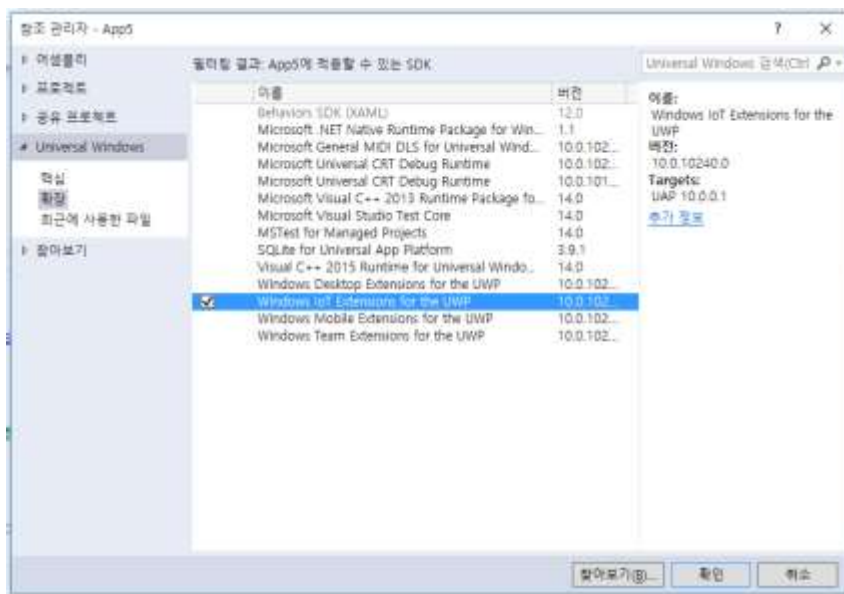 참조 관리자 - App5
? ×
어셈블리
프로젝트
공유 프로젝트
Universal Windows
핵심
확장
최근에 사용한 파일
찾아보기
필터링 결과: App5에 적용할 수 있는 SDK
이름 버전
Behaviors SDK (XAML) 12.0
Microsoft .NET Native Runtime Package for Win... 1.1
Microsoft General MIDI DLS for Universal Wind... 10.0.102...
Microsoft Universal CRT Debug Runtime 10.0.102...
Microsoft Universal CRT Debug Runtime 10.0.101...
Microsoft Visual C++ 2013 Runtime Package fo... 14.0
Microsoft Visual Studio Test Core 14.0
MSTest for Managed Projects 14.0
SQLite for Universal App Platform 3.9.1
Visual C++ 2015 Runtime for Universal Windo... 14.0
Windows Desktop Extensions for the UWP 10.0.102...
Windows IoT Extensions for the UWP 10.0.102...
Windows Mobile Extensions for the UWP 10.0.102...
Windows Team Extensions for the UWP 10.0.102...
Universal Windows 검색(Ctrl
이름:
Windows IoT Extensions for the
UWP
버전:
10.0.10240.0
Targets:
UAP 10.0.0.1
추가 정보
찾아보기(B)... 확인 취소